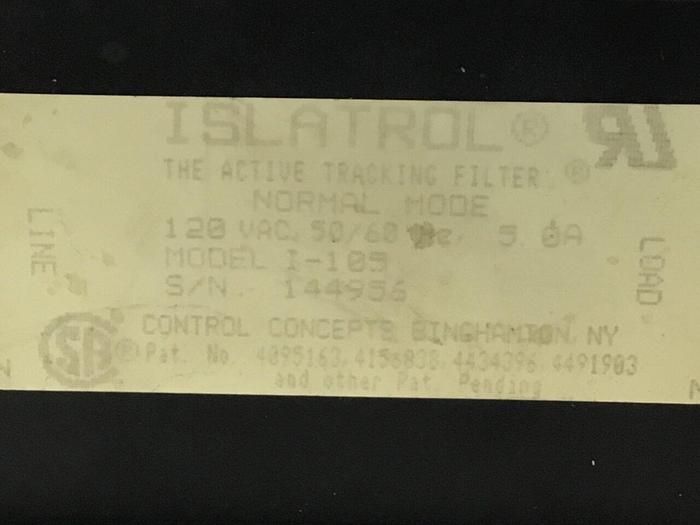 ISLATROL®
THE ACTIVE TRACKING FILTER ®
NORMAL MODE
120 VAC, 50/60 Hz, 5.0A
MODEL I-105
S/N. 144956
LINE
LOAD
CONTROL CONCEPTS BINGHAMTON, NY
SA ® Pat. No. 4095163, 4156838, 4434396, 4491903
and other Pat. Pending
N
N